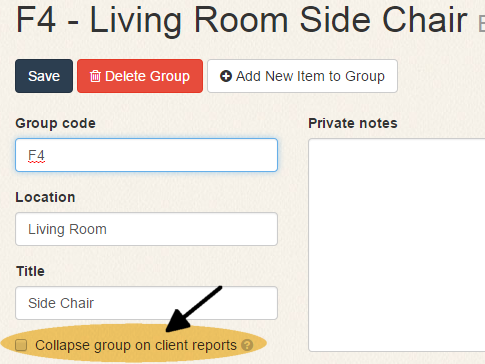 F4 - Living Room Side Chair
Save Delete Group Add New Item to Group
Group code Private notes
F4
Location
Living Room
Title
Side Chair
Collapse group on client reports ?